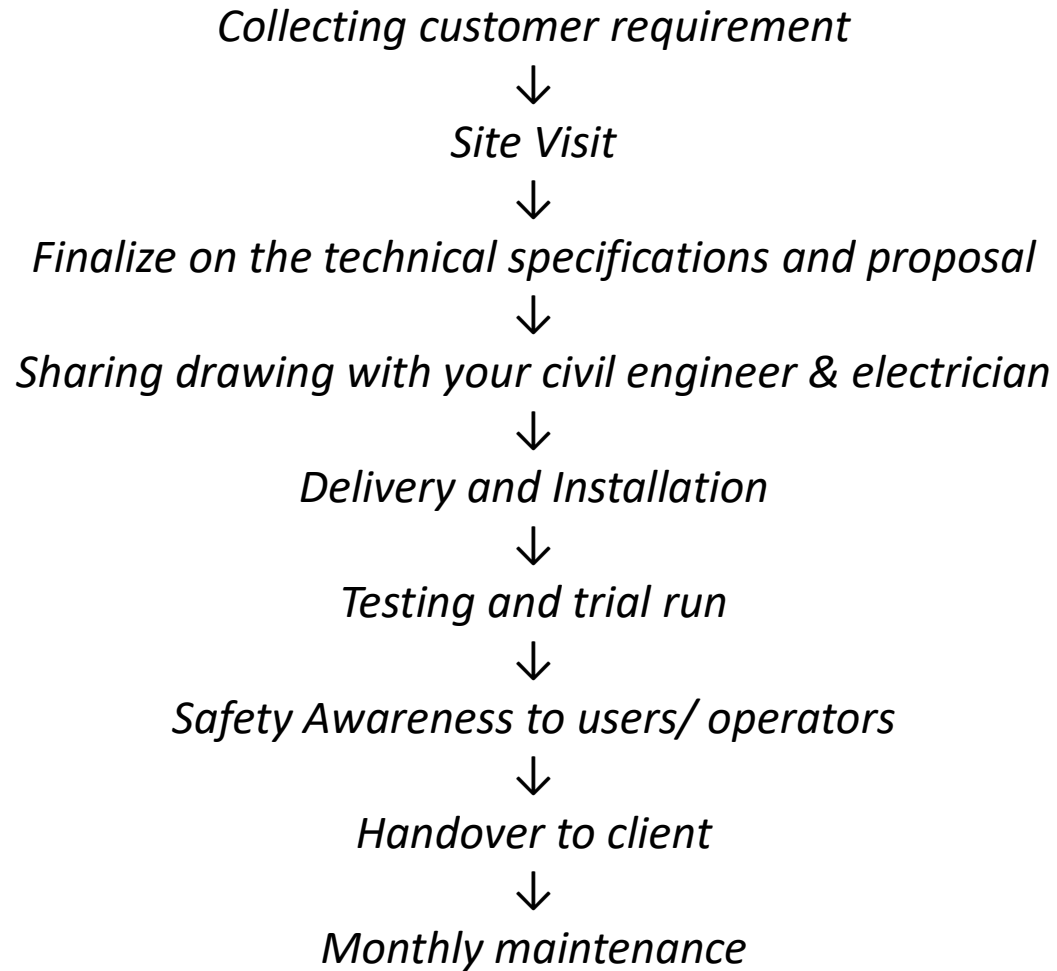 Collecting customer requirement
↓
Site Visit
↓
Finalize on the technical specifications and proposal
↓
Sharing drawing with your civil engineer & electrician
↓
Delivery and Installation
↓
Testing and trial run
↓
Safety Awareness to users/ operators
↓
Handover to client
↓
Monthly maintenance